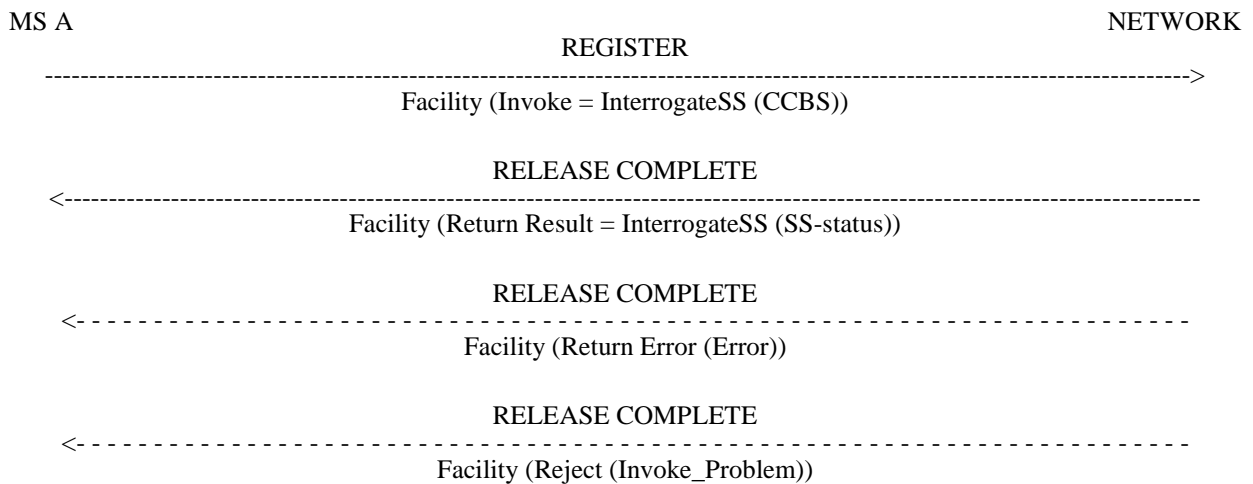 MS A NETWORK
REGISTER
Facility (Invoke = InterrogateSS (CCBS))
RELEASE COMPLETE
Facility (Return Result = InterrogateSS (SS-status))
RELEASE COMPLETE
Facility (Return Error (Error))
RELEASE COMPLETE
Facility (Reject (Invoke_Problem))